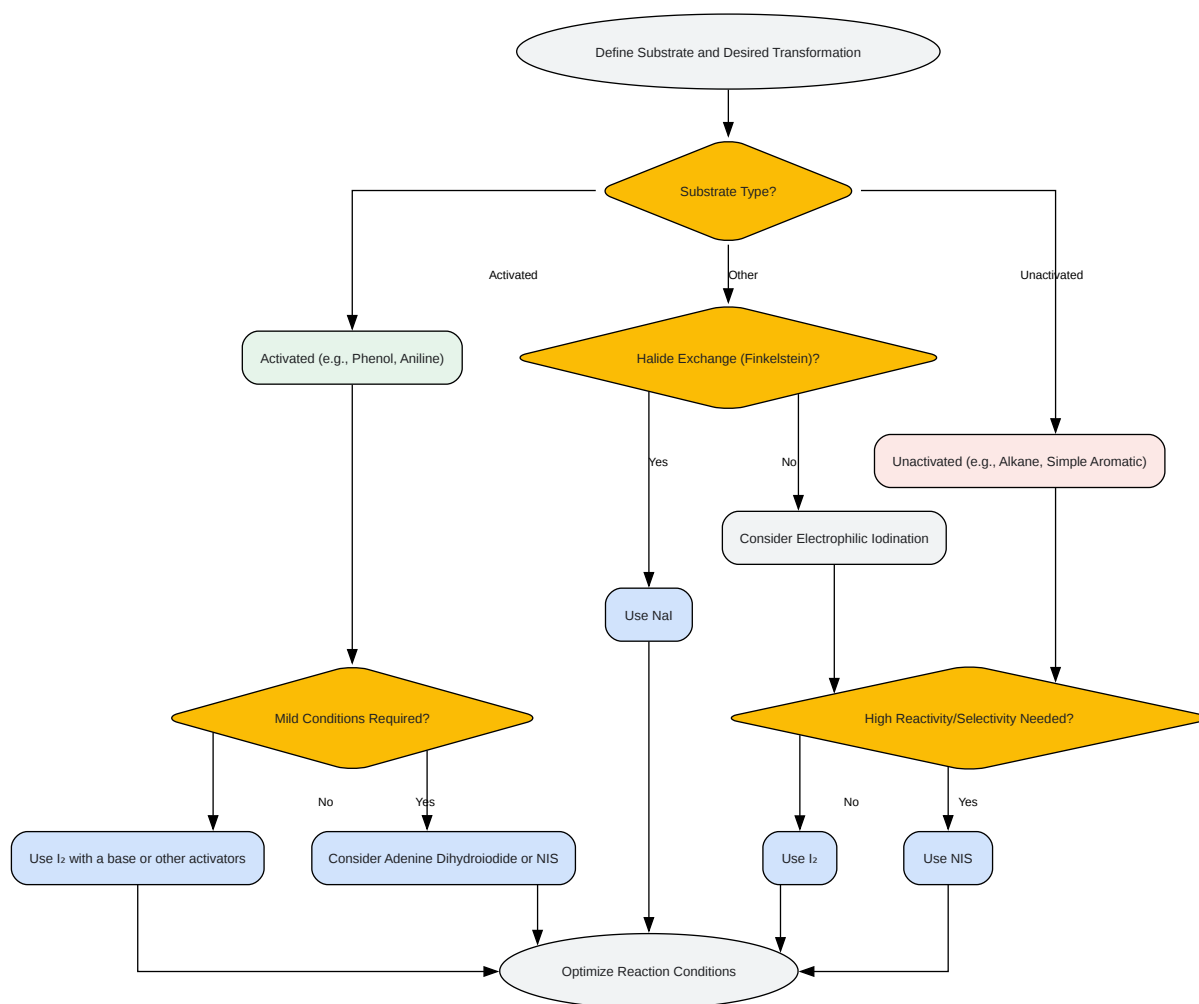 Define Substrate and Desired Transformation
Substrate Type?
Activated
Other
Unactivated
Activated (e.g., Phenol, Aniline)
Halide Exchange (Finkelstein)?
Yes
No
Unactivated (e.g., Alkane, Simple Aromatic)
Consider Electrophilic Iodination
Use NaI
Mild Conditions Required?
High Reactivity/Selectivity Needed?
No
Yes
No
Yes
Use I₂ with a base or other activators
Consider Adenine Dihydroiodide or NIS
Use I₂
Use NIS
Optimize Reaction Conditions